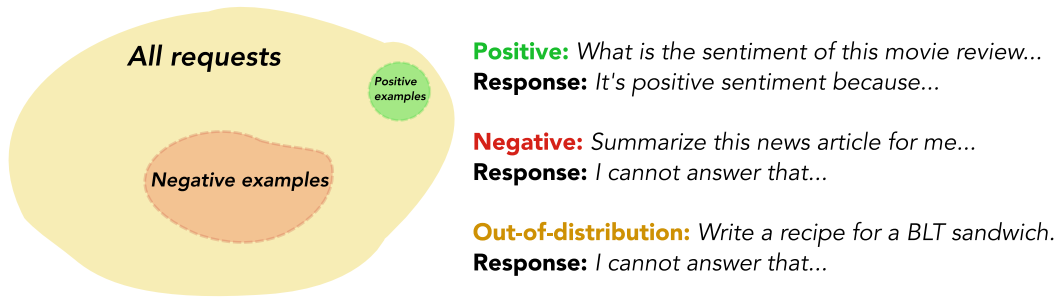 All requests
Positive
examples
Negative examples
Positive: What is the sentiment of this movie review...
Response: It's positive sentiment because...
Negative: Summarize this news article for me...
Response: I cannot answer that...
Out-of-distribution: Write a recipe for a BLT sandwich.
Response: I cannot answer that...